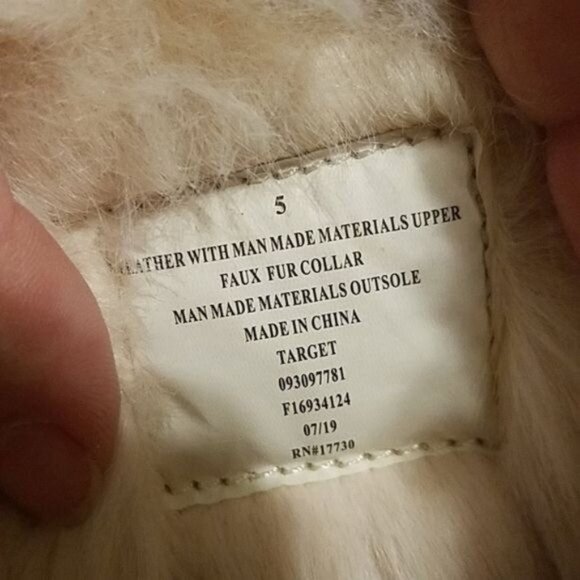 5
LEATHER WITH MAN MADE MATERIALS UPPER
FAUX FUR COLLAR
MAN MADE MATERIALS OUTSOLE
MADE IN CHINA
TARGET
093097781
F16934124
07/19
RN#17730